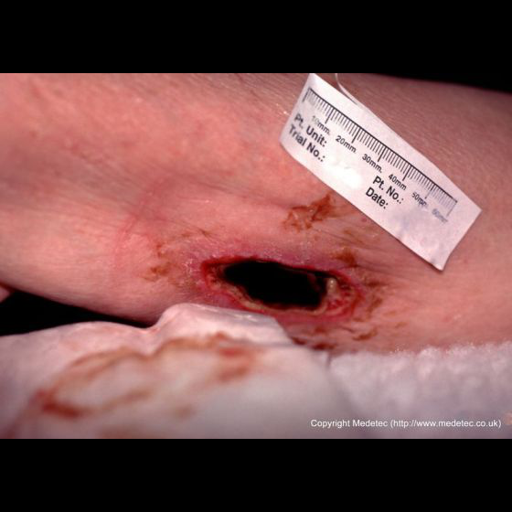 10mm 20mm 30mm 40mm 50mm 60mm
Pt. Unit: Pt. No.:
Trial No.: Date:
Copyright Medetec (http://www.medetec.co.uk)